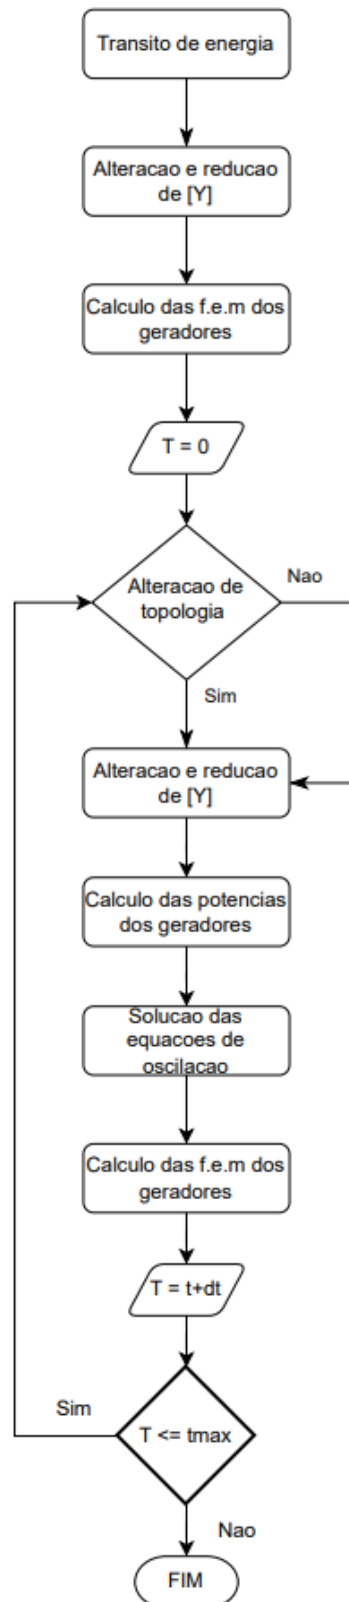 Transito de energia
Alteracao e reducao
de [Y]
Calculo das f.e.m dos
geradores
T = 0
Alteracao de
topologia
Nao
Sim
Alteracao e reducao
de [Y]
Calculo das potencias
dos geradores
Solucao das
equacoes de
oscilacao
Calculo das f.e.m dos
geradores
T = t+dt
Sim
T <= tmax
Nao
FIM